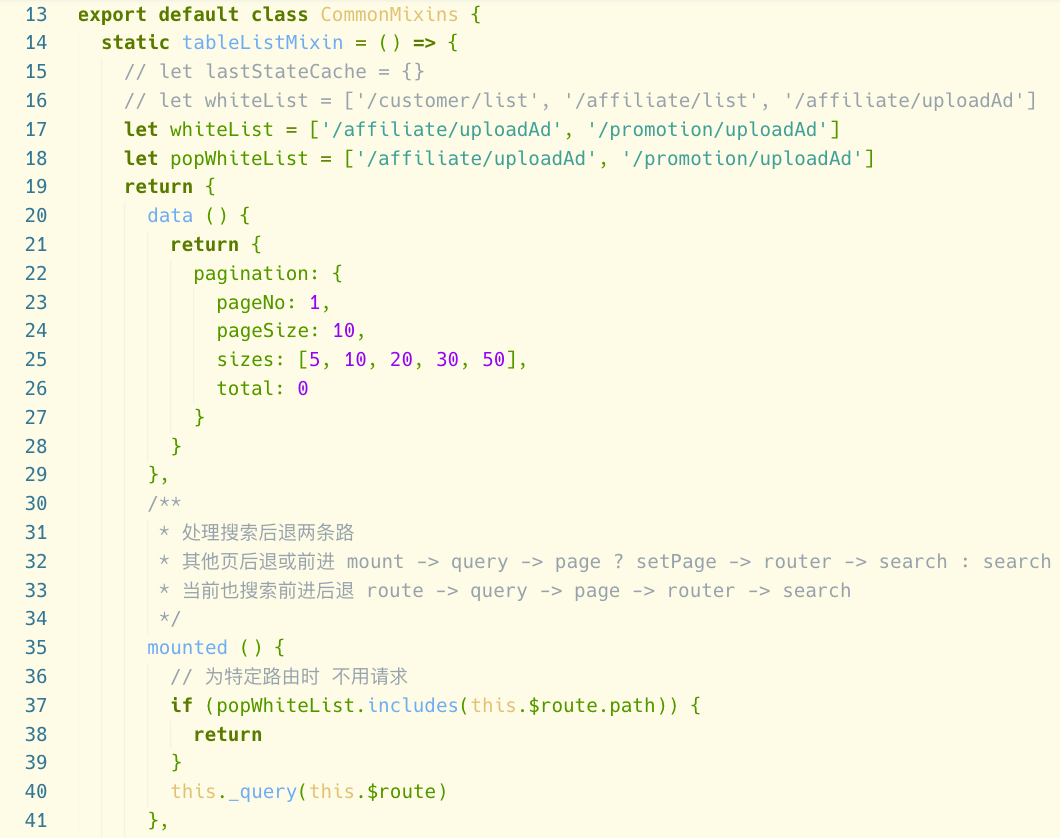 13 export default class CommonMixins {
14 static tableListMixin = () => {
15 // let lastStateCache = {}
16 // let whiteList = ['/customer/list', '/affiliate/list', '/affiliate/uploadAd']
17 let whiteList = ['/affiliate/uploadAd', '/promotion/uploadAd']
18 let popWhiteList = ['/affiliate/uploadAd', '/promotion/uploadAd']
19 return {
20 data () {
21 return {
22 pagination: {
23 pageNo: 1,
24 pageSize: 10,
25 sizes: [5, 10, 20, 30, 50],
26 total: 0
27 }
28 }
29 },
30 /**
31 * 处理搜索后退两条路
32 * 其他页后退或前进 mount -> query -> page ? setPage -> router -> search : search
33 * 当前也搜索前进后退 route -> query -> page -> router -> search
34 */
35 mounted () {
36 // 为特定路由时 不用请求
37 if (popWhiteList.includes(this.$route.path)) {
38 return
39 }
40 this._query(this.$route)
41 },